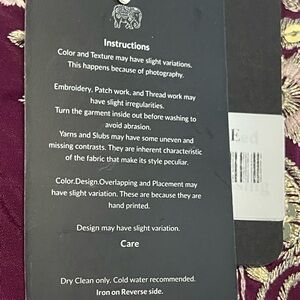 Instructions
Color and Texture may have slight variations.
This happens because of photography.
Embroidery, Patch work, and Thread work may
have slight irregularities.
Turn the garment inside out before washing to
avoid abrasion.
Yarns and Slubs may have some uneven and
missing contrasts. They are inherent characteristic
of the fabric that make its style peculiar.
Color.Design.Overlapping and Placement may
have slight variation. These are because they are
hand printed.
Design may have slight variation.
Care
Dry Clean only. Cold water recommended.
Iron on Reverse side.